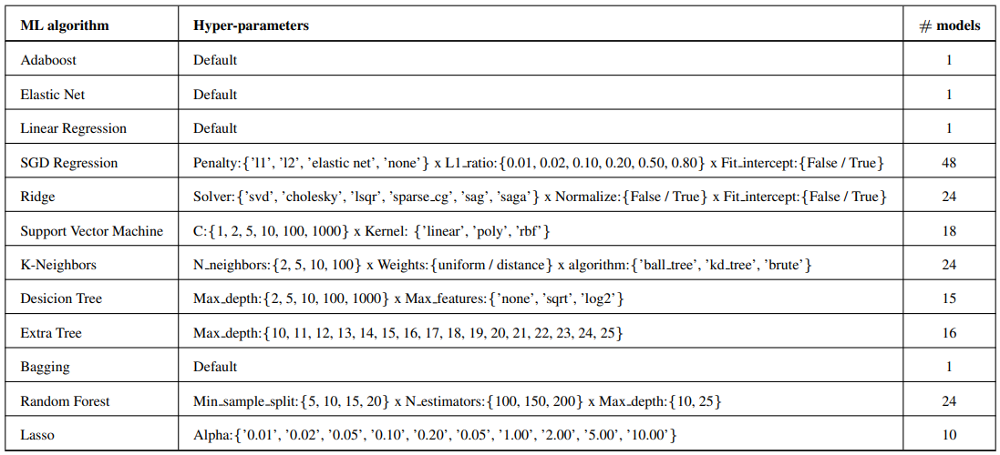 ML algorithm Hyper-parameters # models
Adaboost Default 1
Elastic Net Default 1
Linear Regression Default 1
SGD Regression Penalty:{’l1’, ’l2’, ’elastic net’, ’none’} x L1_ratio:{0.01, 0.02, 0.10, 0.20, 0.50, 0.80} x Fit_intercept:{False / True} 48
Ridge Solver:{’svd’, ’cholesky’, ’lsqr’, ’sparse_cg’, ’sag’, ’saga’} x Normalize:{False / True} x Fit_intercept:{False / True} 24
Support Vector Machine C:{1, 2, 5, 10, 100, 1000} x Kernel: {’linear’, ’poly’, ’rbf’} 18
K-Neighbors N_neighbors:{2, 5, 10, 100} x Weights:{uniform / distance} x algorithm:{’ball_tree’, ’kd_tree’, ’brute’} 24
Desicion Tree Max_depth:{2, 5, 10, 100, 1000} x Max_features:{’none’, ’sqrt’, ’log2’} 15
Extra Tree Max_depth:{10, 11, 12, 13, 14, 15, 16, 17, 18, 19, 20, 21, 22, 23, 24, 25} 16
Bagging Default 1
Random Forest Min_sample_split:{5, 10, 15, 20} x N_estimators:{100, 150, 200} x Max_depth:{10, 25} 24
Lasso Alpha:{’0.01’, ’0.02’, ’0.05’, ’0.10’, ’0.20’, ’0.05’, ’1.00’, ’2.00’, ’5.00’, ’10.00’} 10